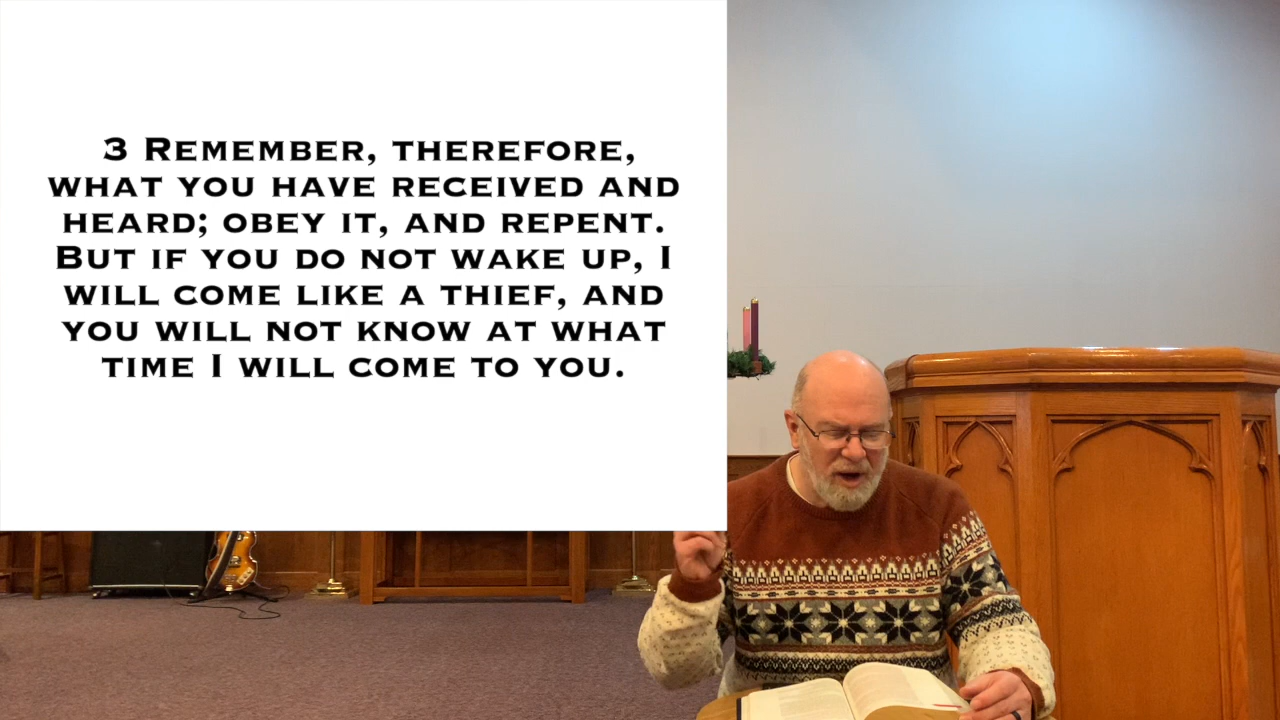 3 Remember, therefore,
what you have received and
heard; obey it, and repent.
But if you do not wake up, I
will come like a thief, and
you will not know at what
time I will come to you.